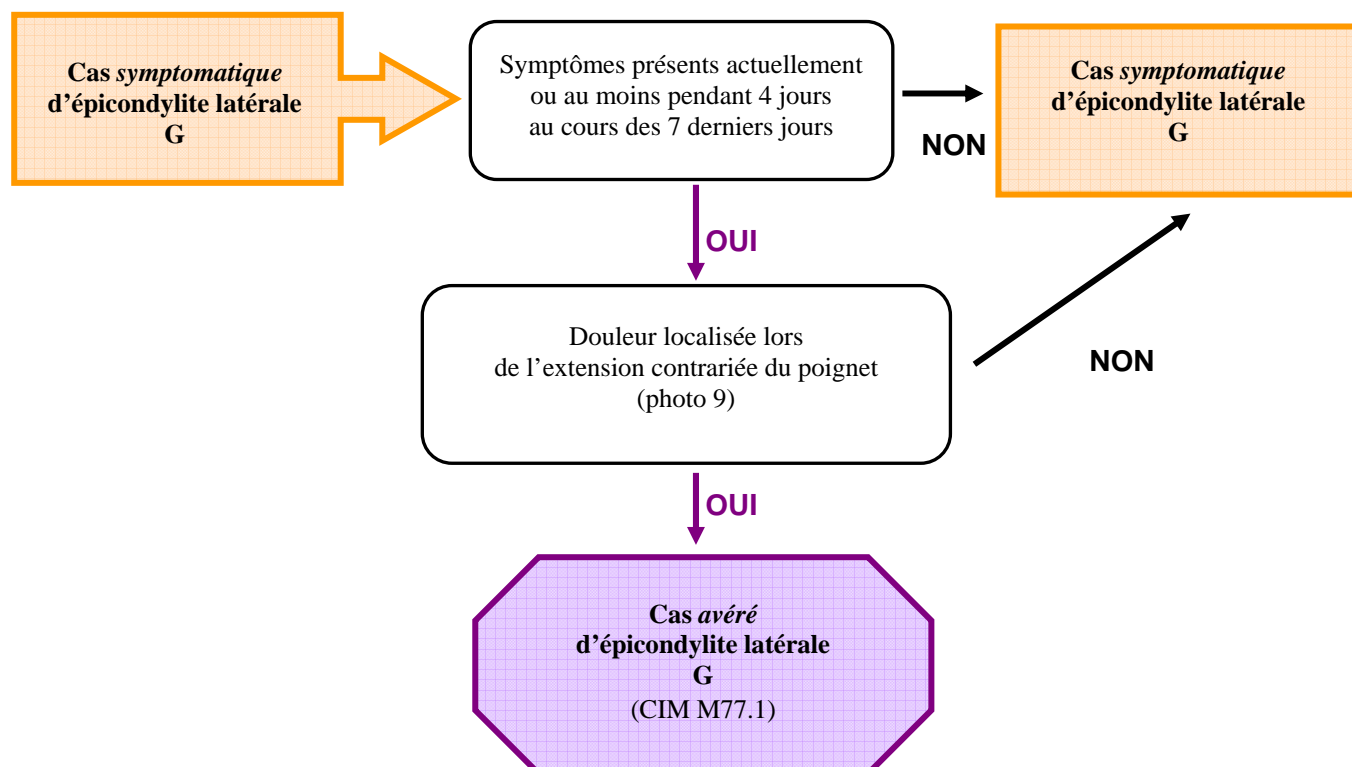 Cas symptomatique
d’épicondylite latérale
G
Symptômes présents actuellement
ou au moins pendant 4 jours
au cours des 7 derniers jours
NON
Cas symptomatique
d’épicondylite latérale
G
OUI
Douleur localisée lors
de l’extension contrariée du poignet
(photo 9)
NON
OUI
Cas avéré
d’épicondylite latérale
G
(CIM M77.1)